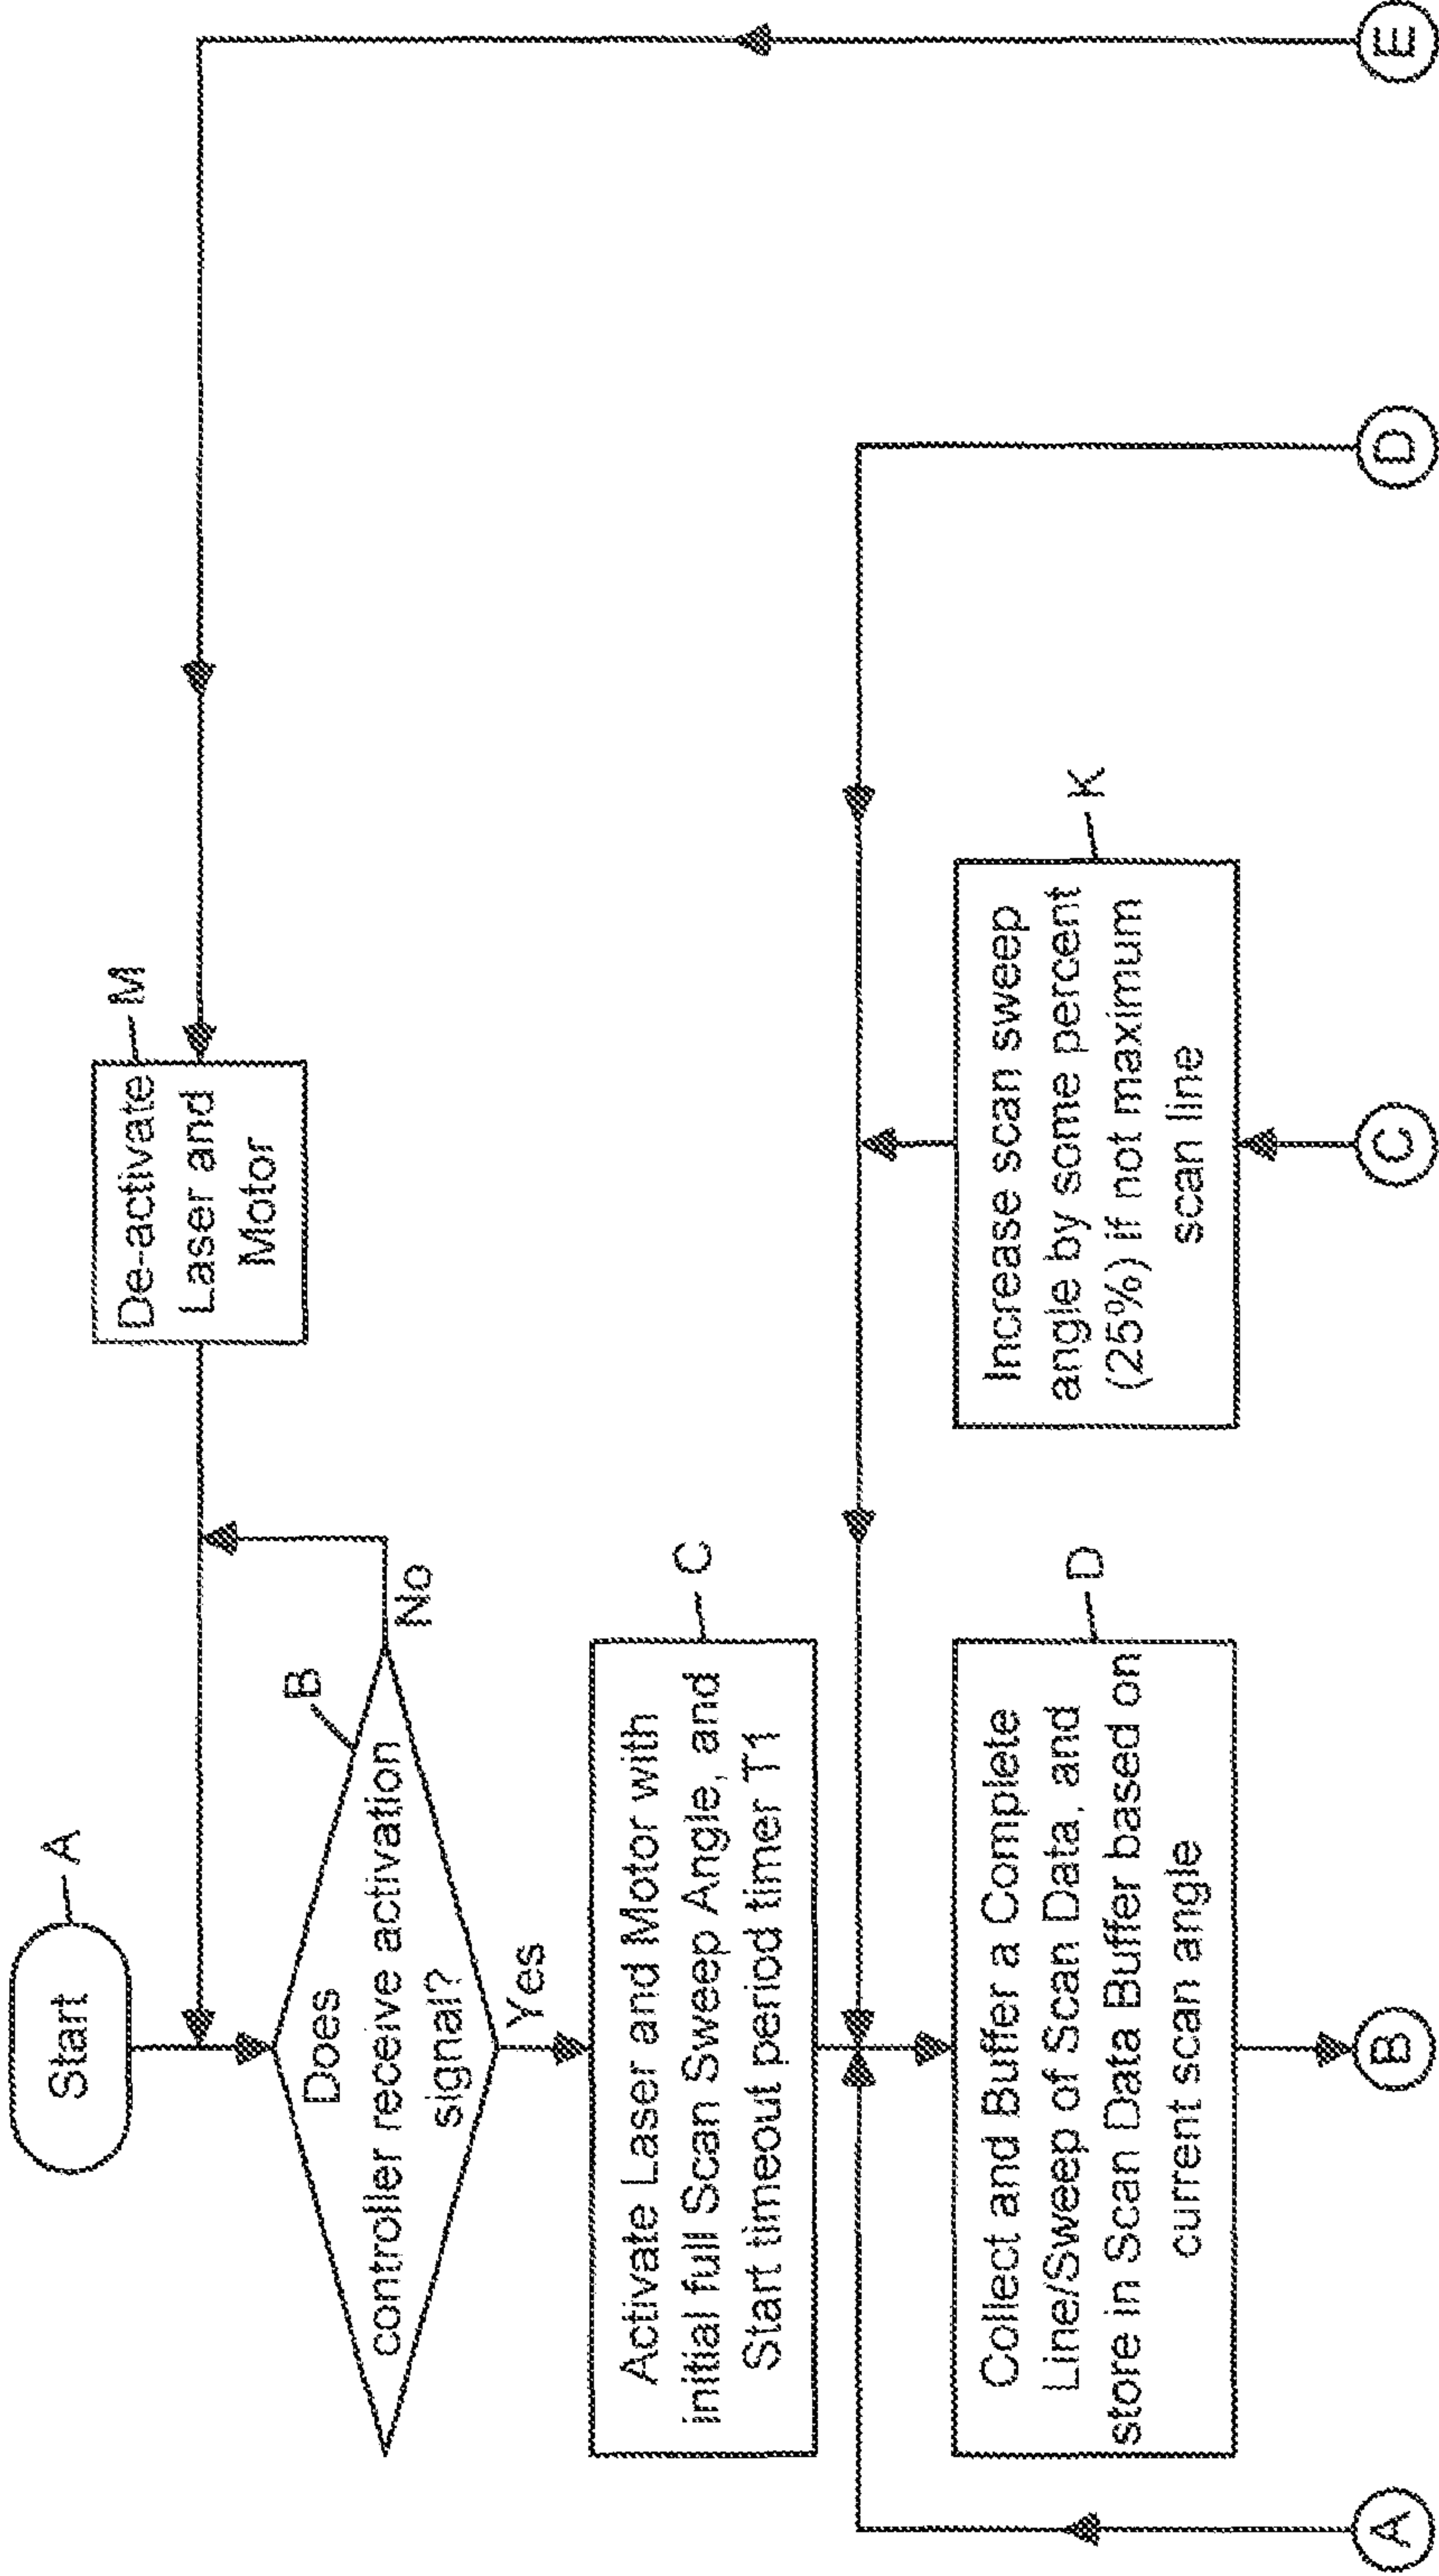 Start
A
Does
controller receive activation
signal?
B
No
Yes
De-activate
Laser and
Motor
M
Activate Laser and Motor with
initial full Scan Sweep Angle, and
Start timeout period timer T1
C
Collect and Buffer a Complete
Line/Sweep of Scan Data, and
store in Scan Data Buffer based on
current scan angle
D
Increase scan sweep
angle by some percent
(25%) if not maximum
scan line
K
A
B
C
D
E